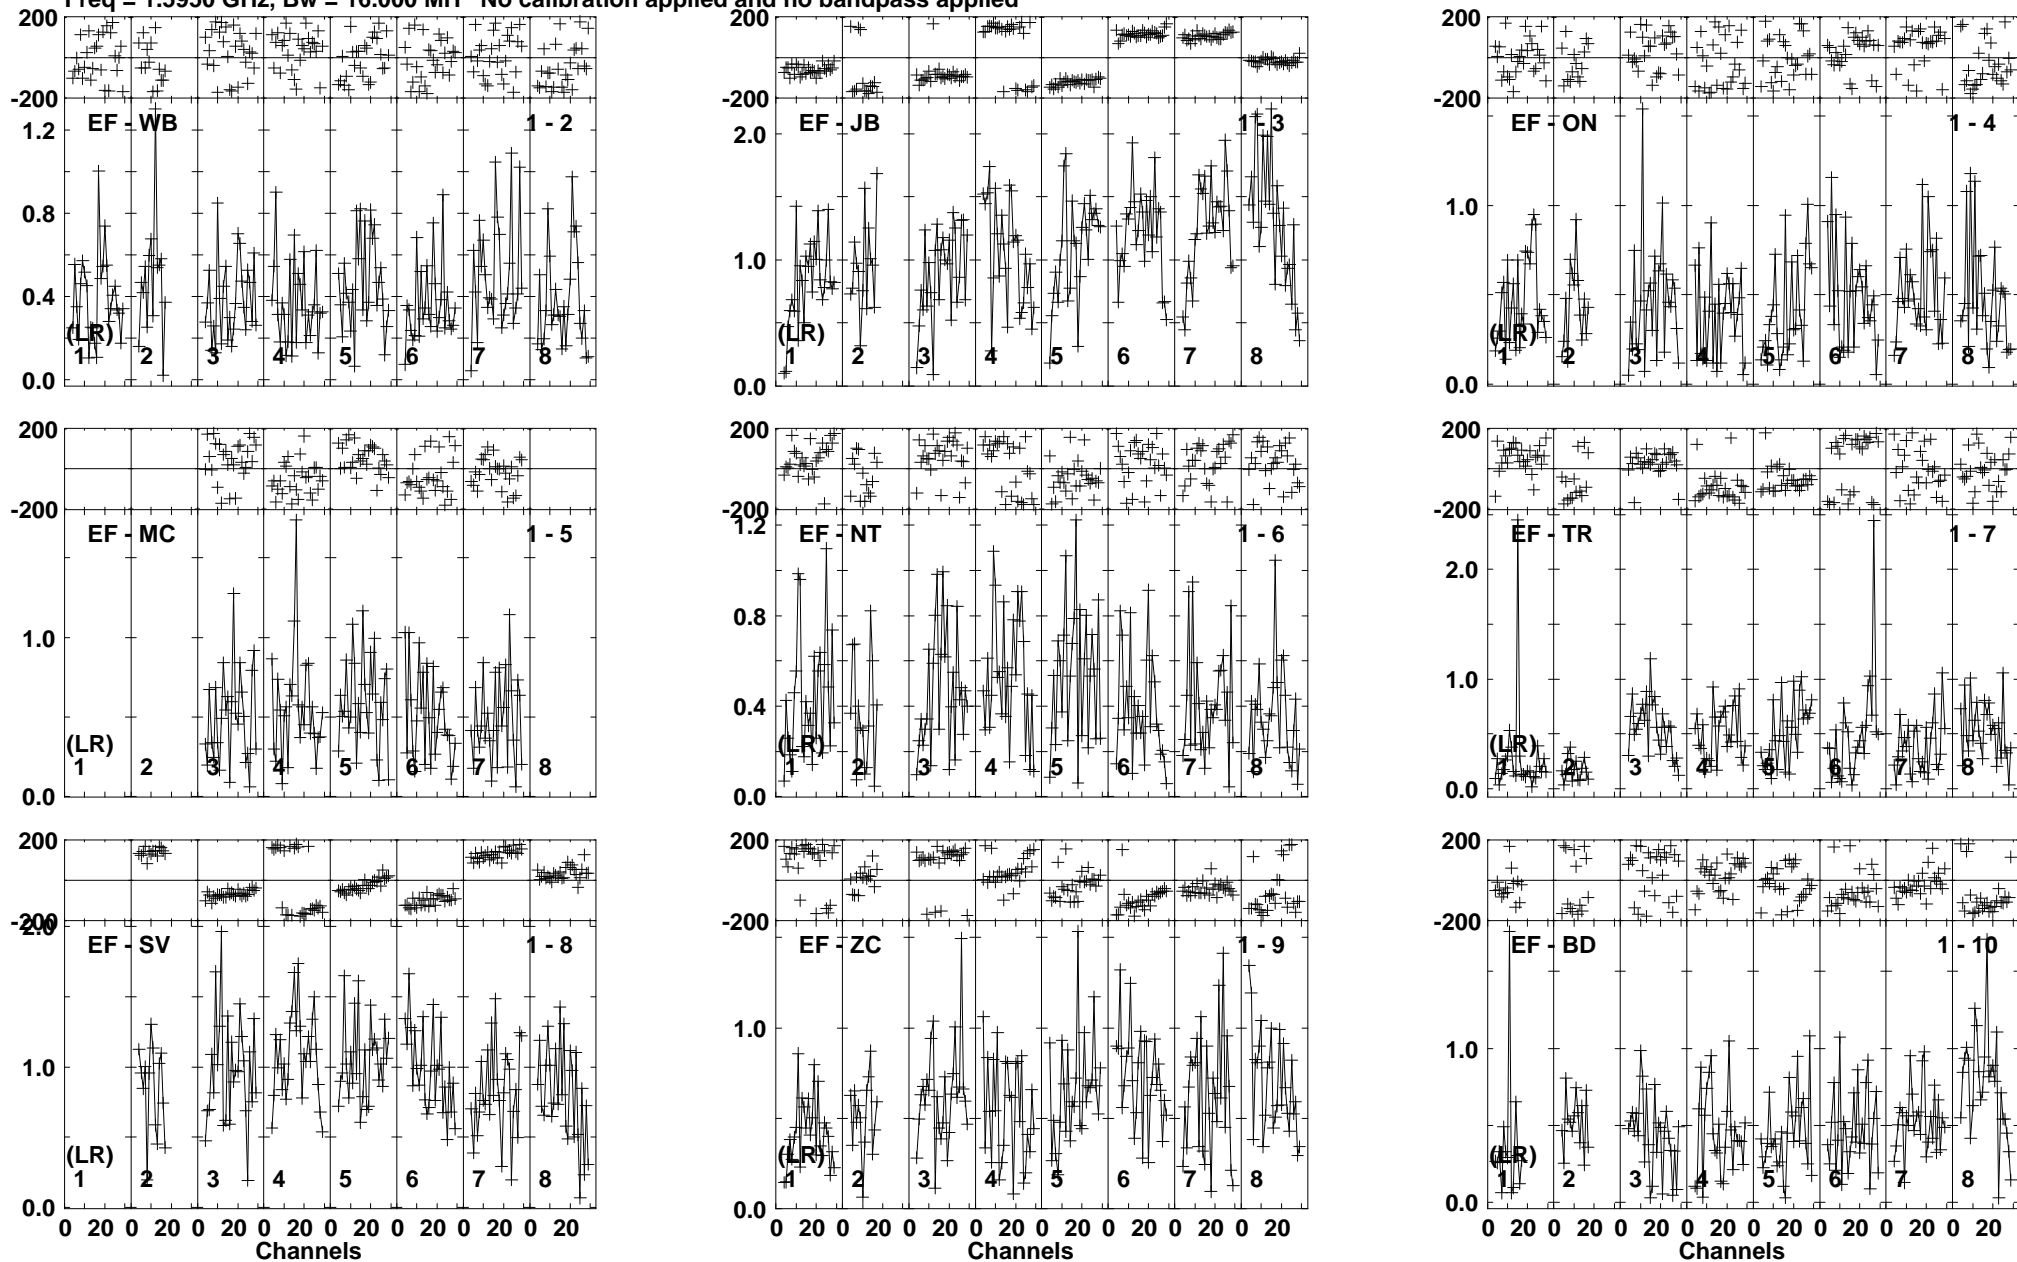 Freq = 1.5950 GHz, Bw = 16.000 MH No calibration applied and no bandpass applied
200 200 200
-200 -200 -200
EF - WB 1 - 2 EF - JB 1 - 3 EF - ON 1 - 4
1.2 2.0
0.8 1.0 1.0
0.4
(LR) (LR) (LR)
1 2 3 4 5 6 7 8 1 2 3 4 5 6 7 8 1 2 3 4 5 6 7 8
0.0 0.0 0.0
200 200 200
-200 -200 -200
EF - MC 1 - 5 EF - NT 1 - 6 EF - TR 1 - 7
1.2 2.0
1.0 0.8 1.0
0.4
(LR) (LR) (LR)
1 2 3 4 5 6 7 8 1 2 3 4 5 6 7 8 1 2 3 4 5 6 7 8
0.0 0.0 0.0
200 200 200
-200 -200 -200
2.0
EF - SV 1 - 8 EF - ZC 1 - 9 EF - BD 1 - 10
1.0 1.0 1.0
(LR) (LR) (LR)
1 2 3 4 5 6 7 8 1 2 3 4 5 6 7 8 1 2 3 4 5 6 7 8
0.0 0.0 0.0
0 20 0 20 0 20 0 20 0 20 0 20 0 20 0 20 0 20 0 20 0 20 0 20 0 20 0 20 0 20 0 20 0 20 0 20 0 20 0 20 0 20 0 20 0 20 0 20
Channels Channels Channels